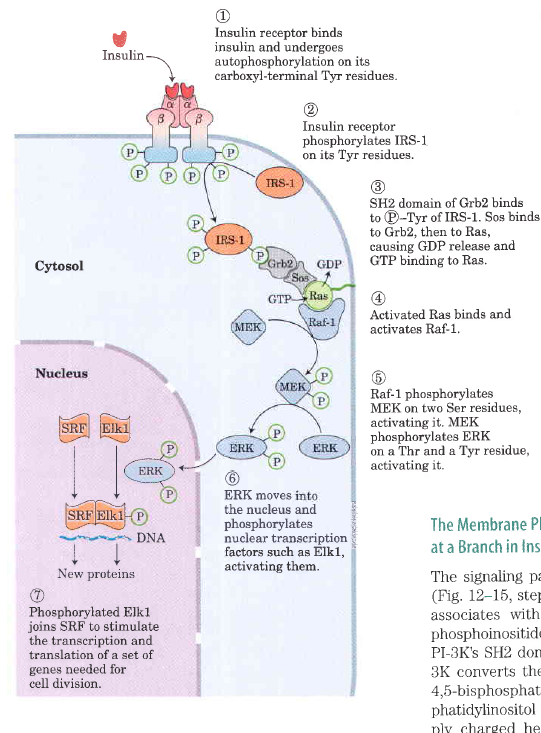 ①
Insulin receptor binds
insulin and undergoes
autophosphorylation on its
carboxyl-terminal Tyr residues.
Insulin
α α
β β
②
Insulin receptor
phosphorylates IRS-1
on its Tyr residues.
P P
P P P P
IRS-1
③
SH2 domain of Grb2 binds
to Ⓟ–Tyr of IRS-1. Sos binds
to Grb2, then to Ras,
causing GDP release and
GTP binding to Ras.
P
IRS-1
P P
Grb2
Sos
GDP
Cytosol
GTP
Ras
Raf-1
④
Activated Ras binds and
activates Raf-1.
MEK
Nucleus
MEK
P
P
⑤
Raf-1 phosphorylates
MEK on two Ser residues,
activating it. MEK
phosphorylates ERK
on a Thr and a Tyr residue,
activating it.
SRF Elk1
P
ERK
P
ERK
P
ERK
P
⑥
ERK moves into
the nucleus and
phosphorylates
nuclear transcription
factors such as Elk1,
activating them.
SRF Elk1 P
DNA
New proteins
⑦
Phosphorylated Elk1
joins SRF to stimulate
the transcription and
translation of a set of
genes needed for
cell division.
The Membrane Pl
at a Branch in Ins
The signaling pa
(Fig. 12–15, step
associates with
phosphoinositide
PI-3K's SH2 don
3K converts the
4,5-bisphosphat
phatidylinositol
ply charged he